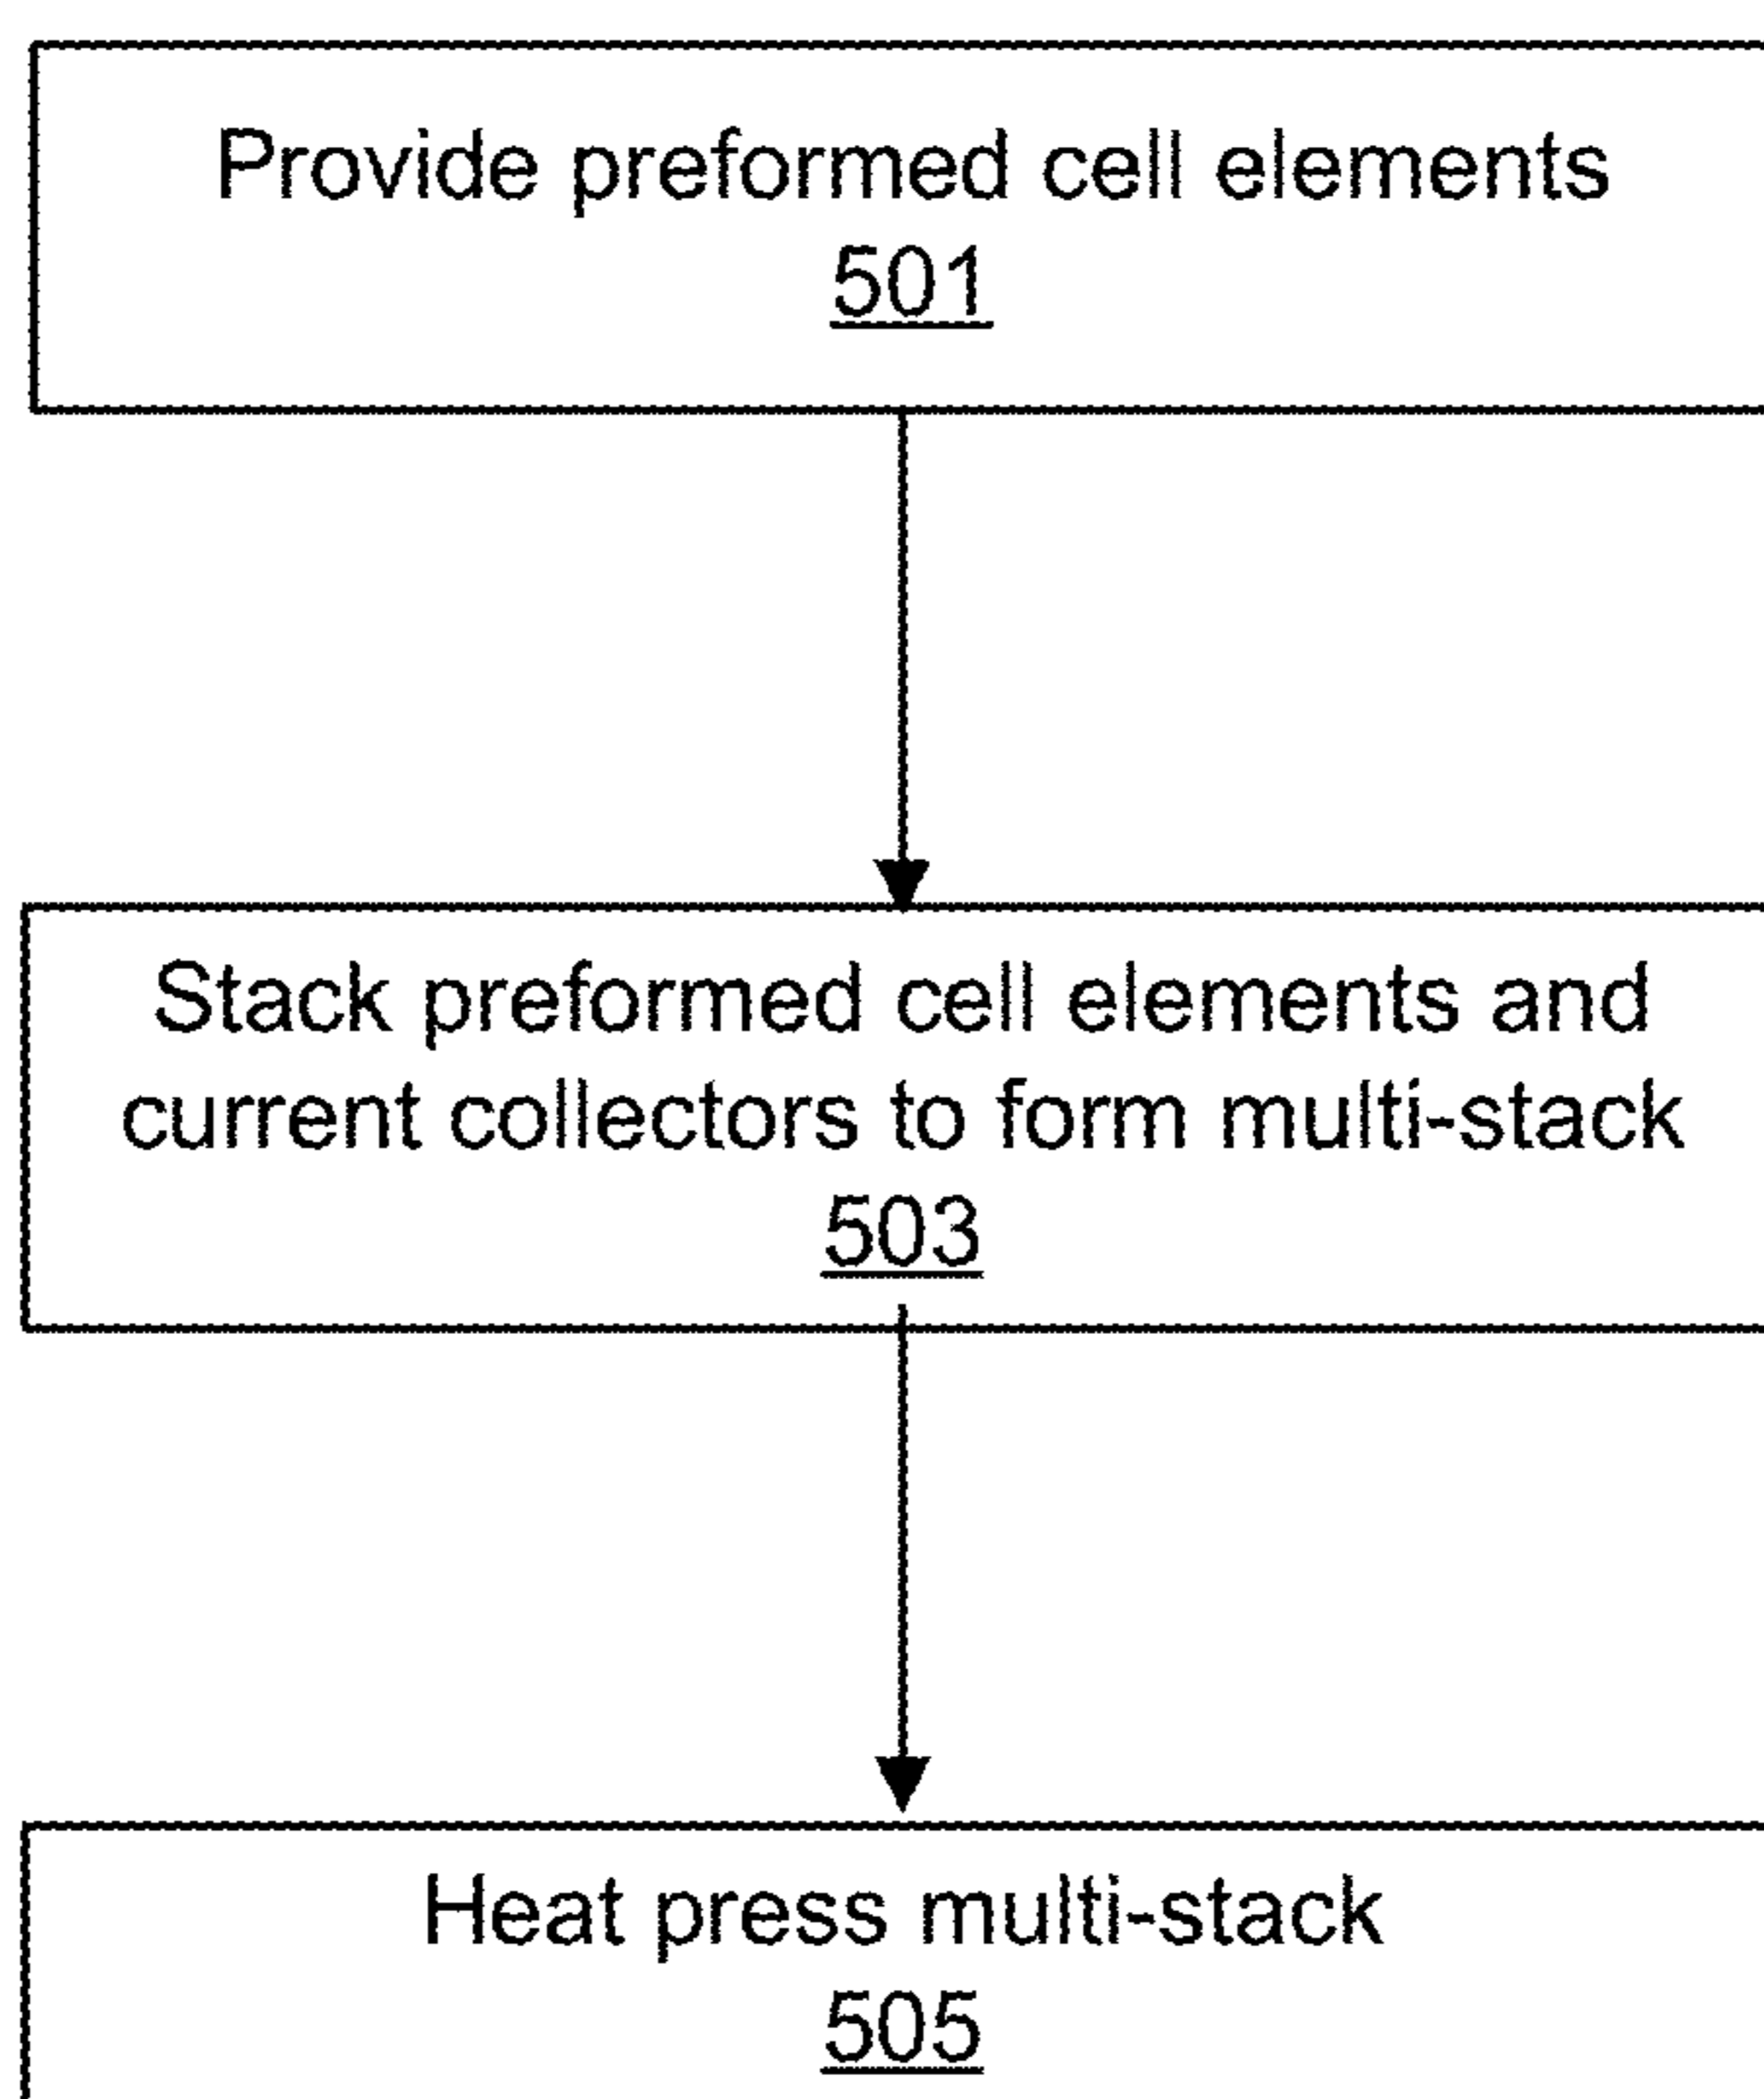 Provide preformed cell elements
501
Stack preformed cell elements and
current collectors to form multi-stack
503
Heat press multi-stack
505